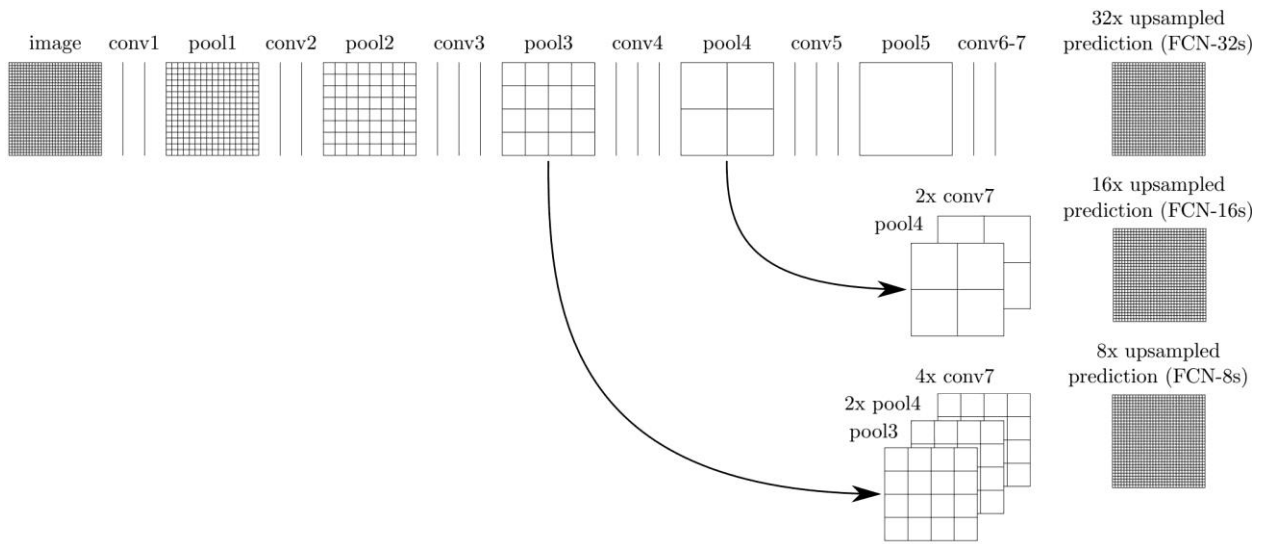 32x upsampled
image conv1 pool1 conv2 pool2 conv3 pool3 conv4 pool4 conv5 pool5 conv6-7 prediction (FCN-32s)
16x upsampled
2x conv7 prediction (FCN-16s)
pool4
8x upsampled
4x conv7 prediction (FCN-8s)
2x pool4
pool3